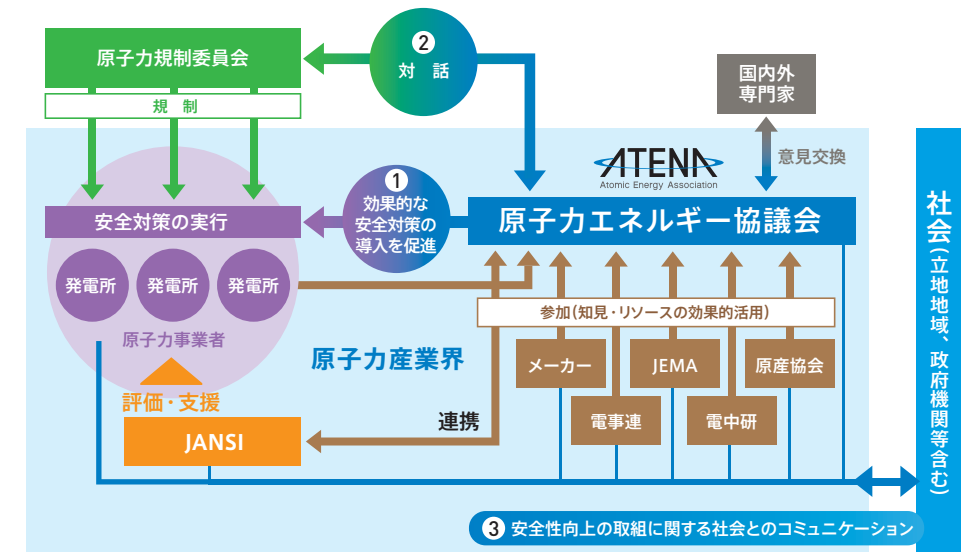 原子力規制委員会
規 制
2
対 話
国内外
専門家
意見交換
ATENA
Atomic Energy Association
原子力エネルギー協議会
1
効果的な
安全対策の
導入を促進
安全対策の実行
発電所 発電所 発電所
原子力事業者
評価・支援
JANSI
原子力産業界
連携
参加（知見・リソースの効果的活用）
メーカー JEMA 原産協会
電事連 電中研
社会（立地地域、政府機関等含む）
3 安全性向上の取組に関する社会とのコミュニケーション